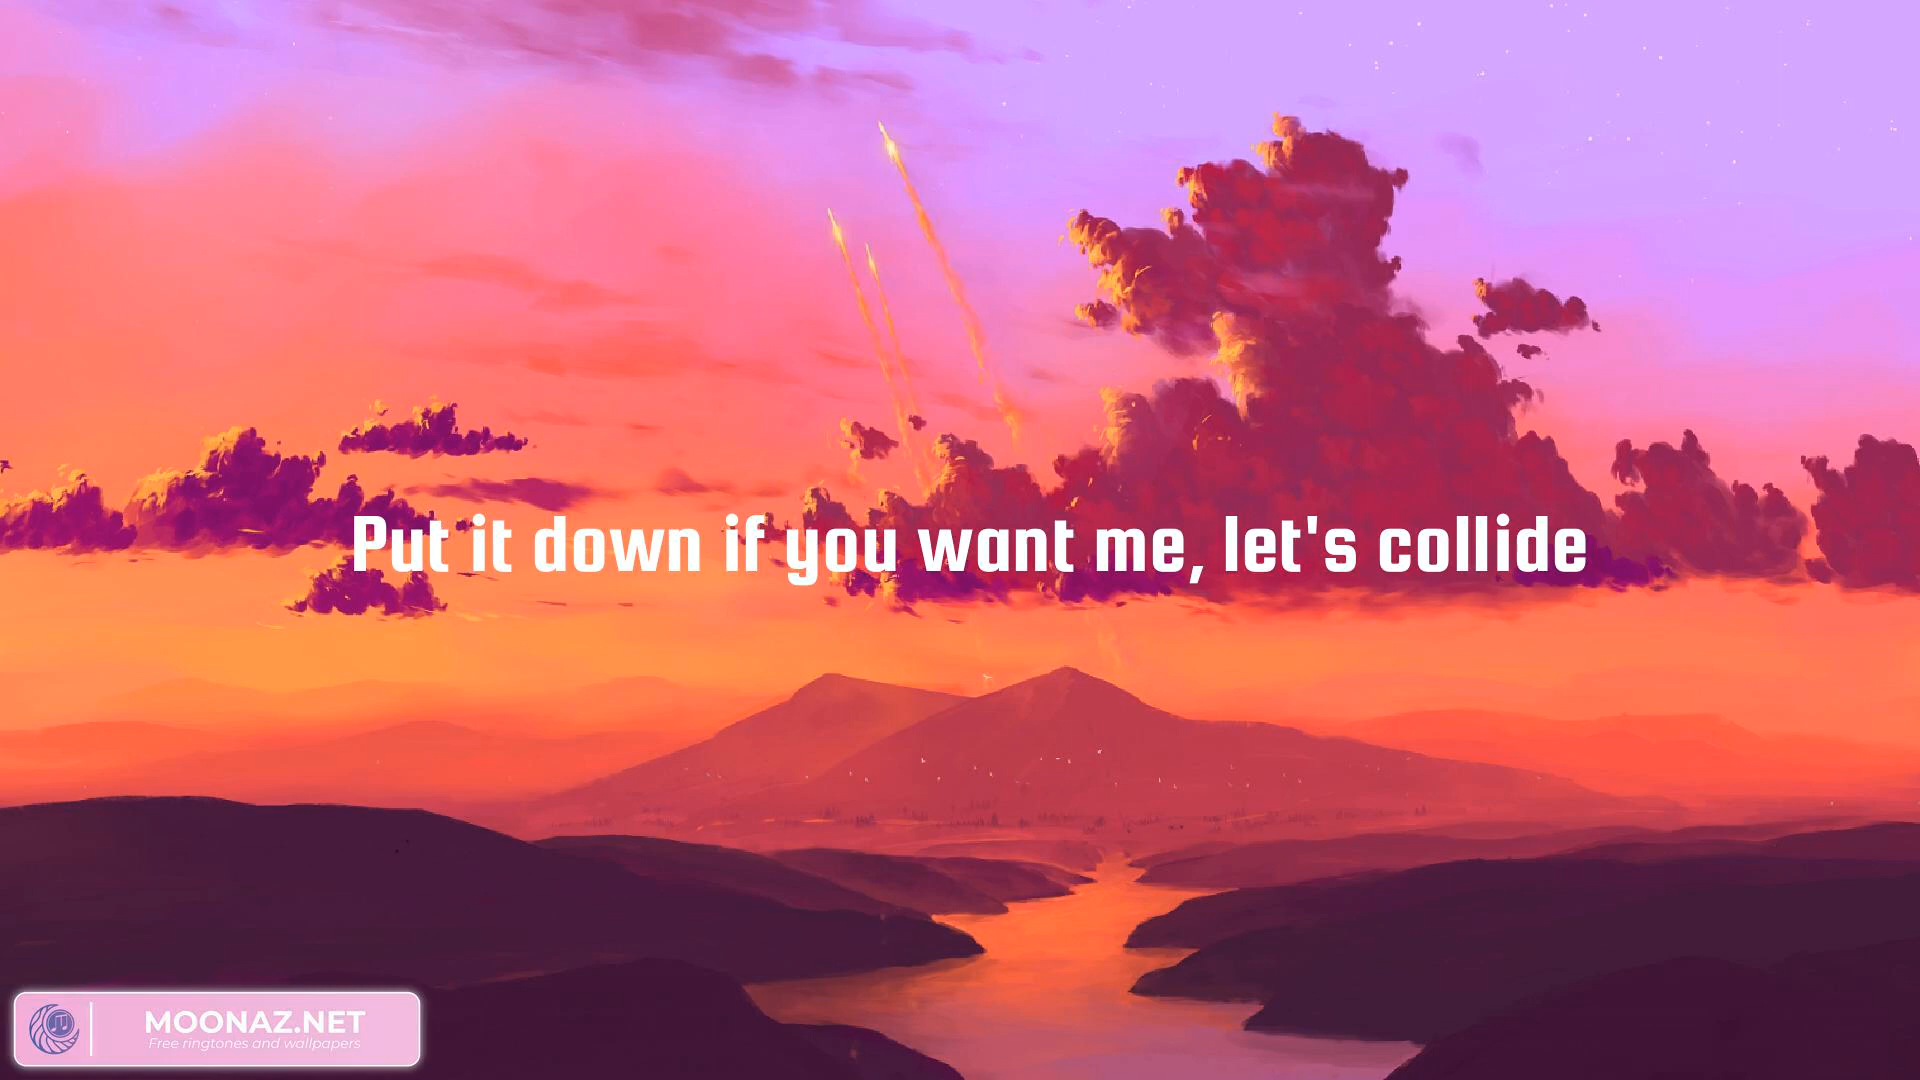 Put it down if you want me, let's collide
MOONAZ.NET
Free ringtones and wallpapers